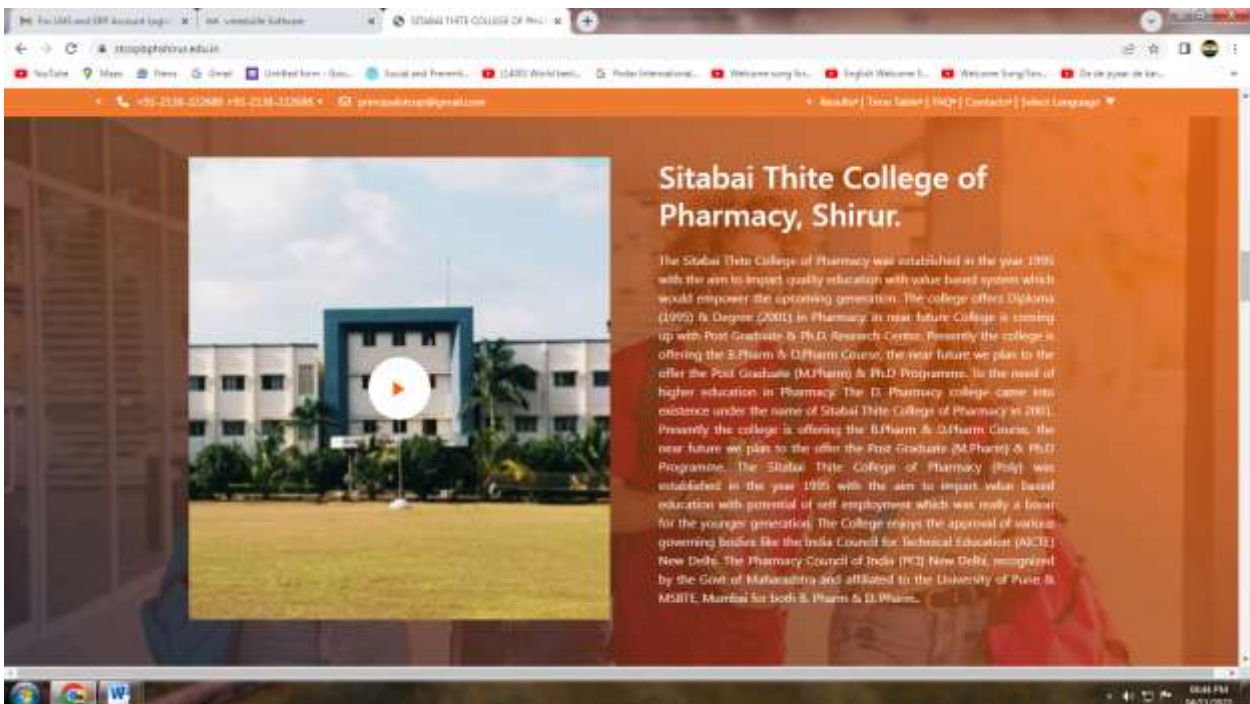 SITABAI THITE COLLEGE OF PH
YouTube Maps News Gmail Untitled form - Goo...
Results | Time Table | FAQ | Contact | Select Language ▼
Sitabai Thite College of
Pharmacy, Shirur.
The Sitabai Thite College of Pharmacy was established in the year 1995
with the aim to impart quality education with value based system which
would empower the upcoming generation. The college offers Diploma
(1995) & Degree (2001) in Pharmacy. in near future College is coming
up with Post Graduate & Ph.D. Research Centre. Presently the college is
offering the B.Pharm & D.Pharm Course, the near future we plan to the
offer the Post Graduate (M.Pharm) & Ph.D Programme. To the need of
higher education in Pharmacy. The D. Pharmacy college came into
existence under the name of Sitabai Thite College of Pharmacy in 2001.
Presently the college is offering the B.Pharm & D.Pharm Course, the
near future we plan to the offer the Post Graduate (M.Pharm) & Ph.D
Programme. The Sitabai Thite College of Pharmacy (Poly) was
established in the year 1995 with the aim to impart value based
education with potential of self employment which was really a boon
for the younger generation. The College enjoys the approval of various
governing bodies like the India Council for Technical Education (AICTE)
New Delhi. The Pharmacy Council of India (PCI) New Delhi, recognized
by the Govt of Maharashtra and affiliated to the University of Pune &
MSBTE, Mumbai for both B. Pharm & D. Pharm..